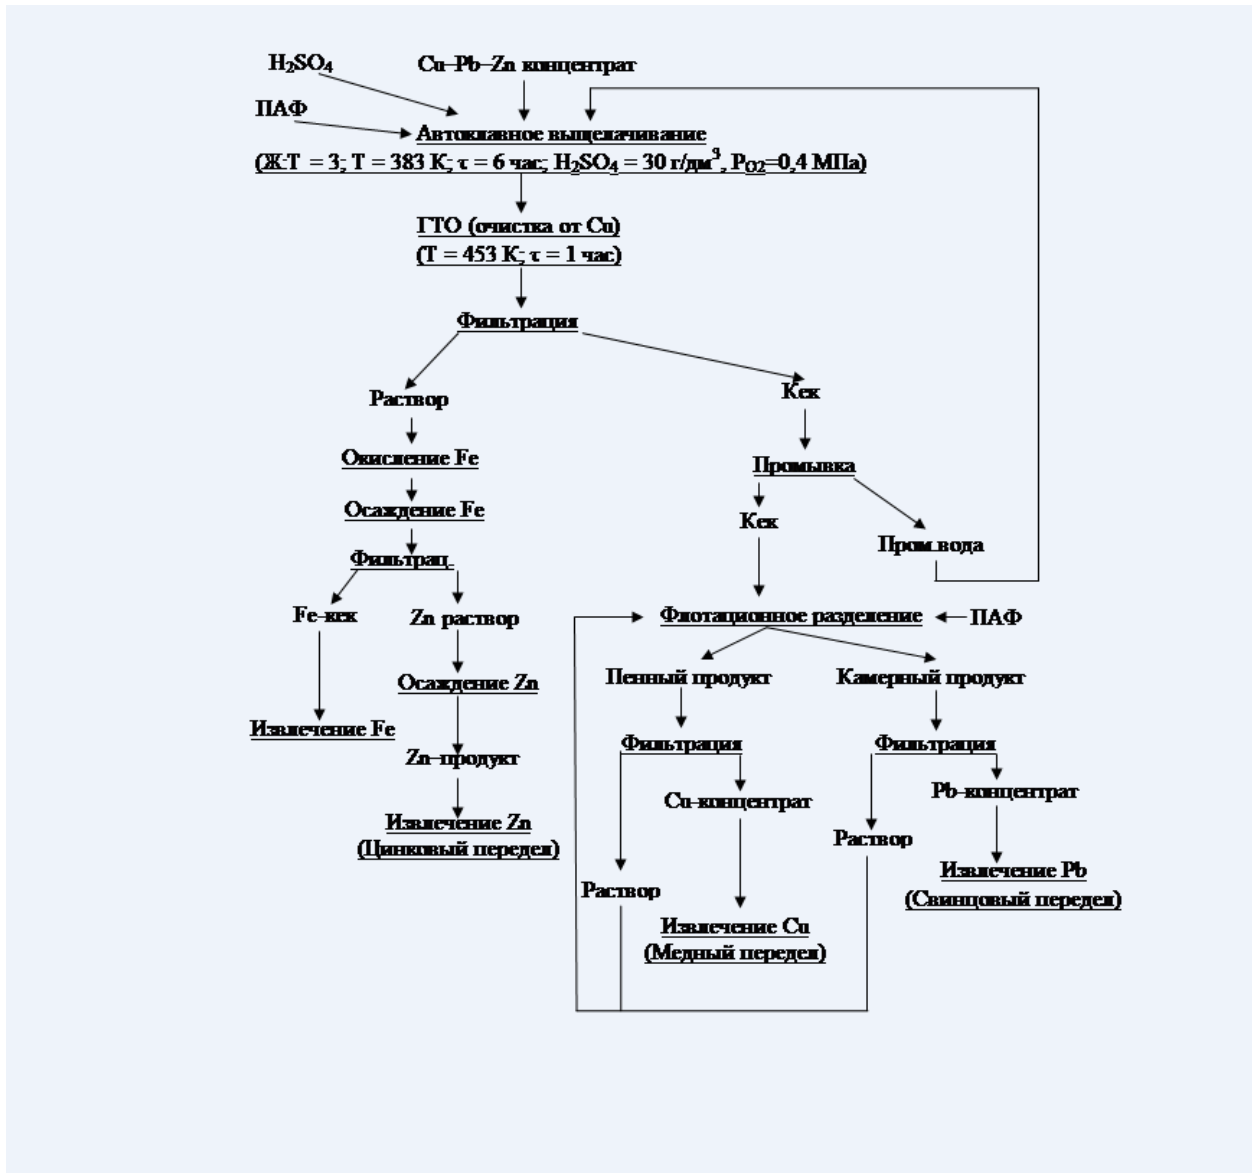 H₂SO₄
Cu–Pb–Zn концентрат
ПАФ
Автоклавное выщелачивание
(Ж:Т = 3; Т = 383 К; τ = 6 час; H₂SO₄ = 30 г/дм³, P_O2=0,4 МПа)
ГТО (очистка от Cu)
(Т = 453 К; τ = 1 час)
Фильтрация
Раствор
Кек
Окисление Fe
Промывка
Осаждение Fe
Кек
Пром.вода
Фильтрац.
Fe-кек
Zn раствор
Флотационное разделение
ПАФ
Осаждение Zn
Пенный продукт
Камерный продукт
Извлечение Fe
Фильтрация
Фильтрация
Zn–продукт
Cu-концентрат
Pb-концентрат
Извлечение Zn
(Цинковый передел)
Раствор
Извлечение Pb
(Свинцовый передел)
Раствор
Извлечение Cu
(Медный передел)